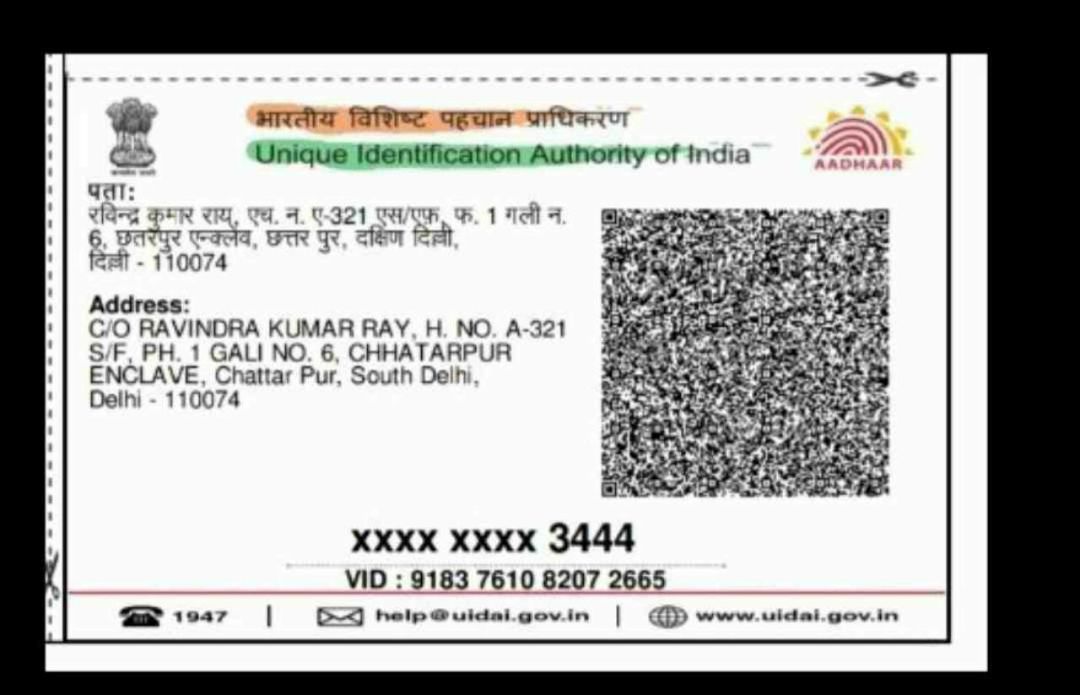 भारतीय विशिष्ट पहचान प्राधिकरण
Unique Identification Authority of India
AADHAAR
पता:
रविन्द्र कुमार राय, एच. न. ए-321 एस/एफ़, फ. 1 गली न.
6, छतरपुर एन्क्लेव, छत्तर पुर, दक्षिण दिल्ली,
दिल्ली - 110074
Address:
C/O RAVINDRA KUMAR RAY, H. NO. A-321
S/F, PH. 1 GALI NO. 6, CHHATARPUR
ENCLAVE, Chattar Pur, South Delhi,
Delhi - 110074
xxxx xxxx 3444
VID : 9183 7610 8207 2665
1947 | help@uidai.gov.in | www.uidai.gov.in